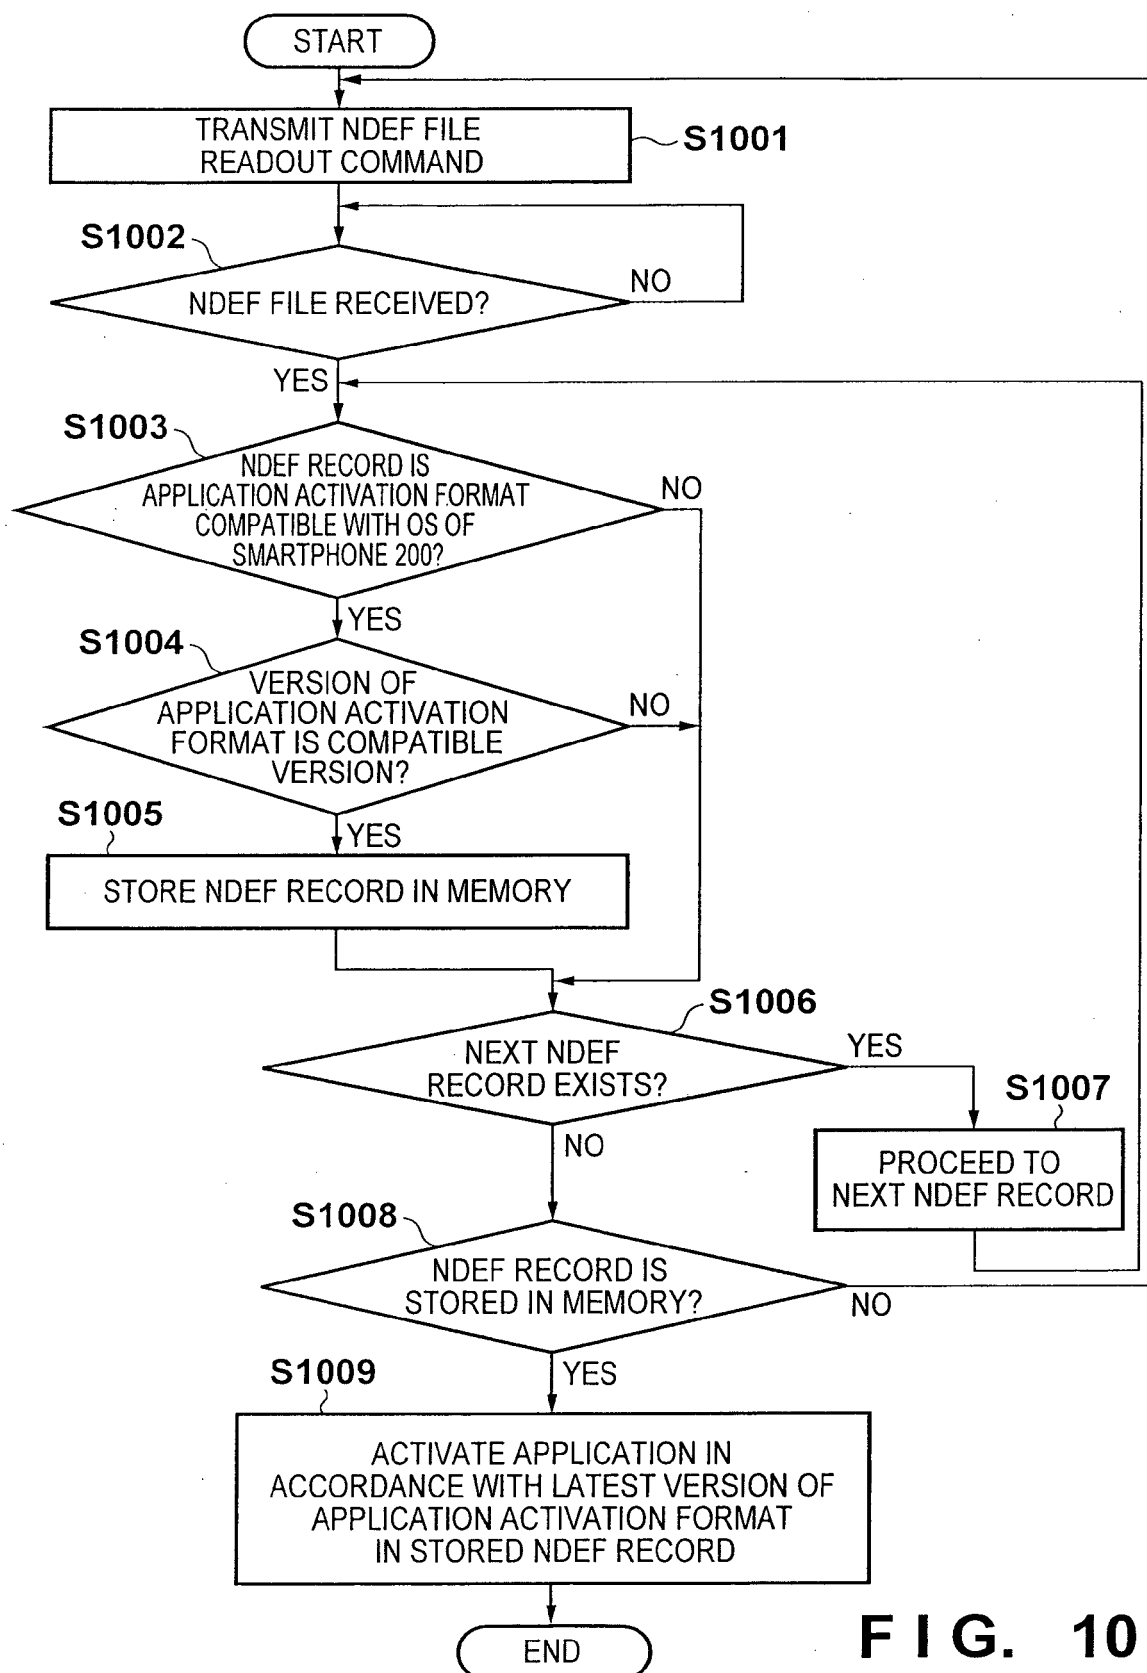 START
TRANSMIT NDEF FILE
READOUT COMMAND
S1001
S1002
NDEF FILE RECEIVED?
NO
YES
S1003
NDEF RECORD IS
APPLICATION ACTIVATION FORMAT
COMPATIBLE WITH OS OF
SMARTPHONE 200?
NO
YES
S1004
VERSION OF
APPLICATION ACTIVATION
FORMAT IS COMPATIBLE
VERSION?
NO
YES
S1005
STORE NDEF RECORD IN MEMORY
S1006
NEXT NDEF
RECORD EXISTS?
YES
S1007
PROCEED TO
NEXT NDEF RECORD
NO
S1008
NDEF RECORD IS
STORED IN MEMORY?
NO
YES
S1009
ACTIVATE APPLICATION IN
ACCORDANCE WITH LATEST VERSION OF
APPLICATION ACTIVATION FORMAT
IN STORED NDEF RECORD
END
FIG. 10